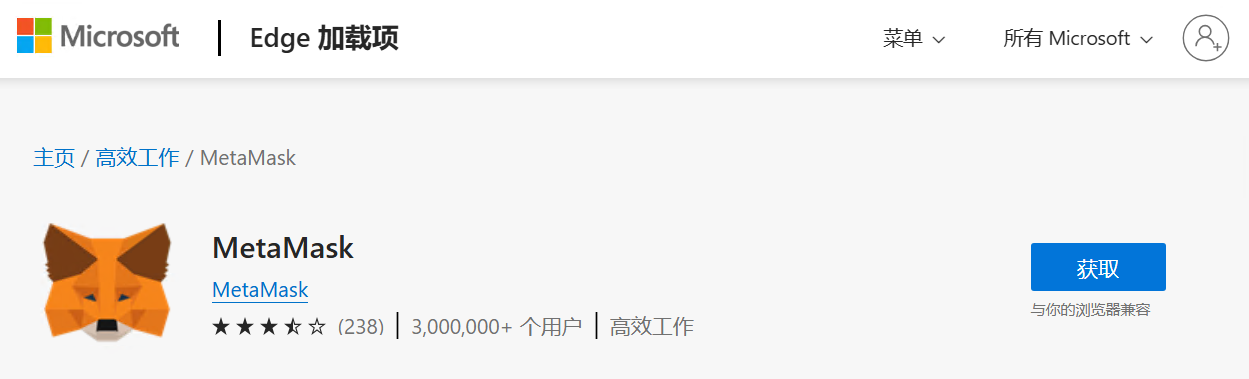 Microsoft | Edge 加载项 菜单 所有 Microsoft
主页 / 高效工作 / MetaMask
MetaMask
获取
MetaMask
与你的浏览器兼容
(238) | 3,000,000+ 个用户 | 高效工作